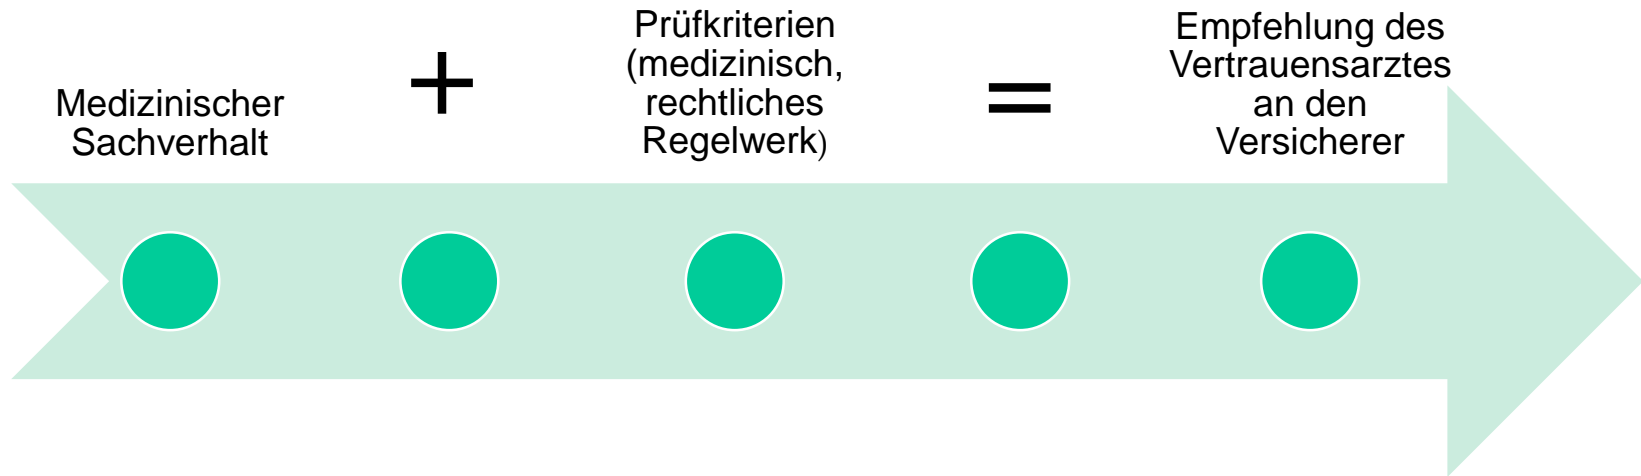 Medizinischer
Sachverhalt
+
Prüfkriterien
(medizinisch,
rechtliches
Regelwerk)
=
Empfehlung des
Vertrauensarztes
an den
Versicherer